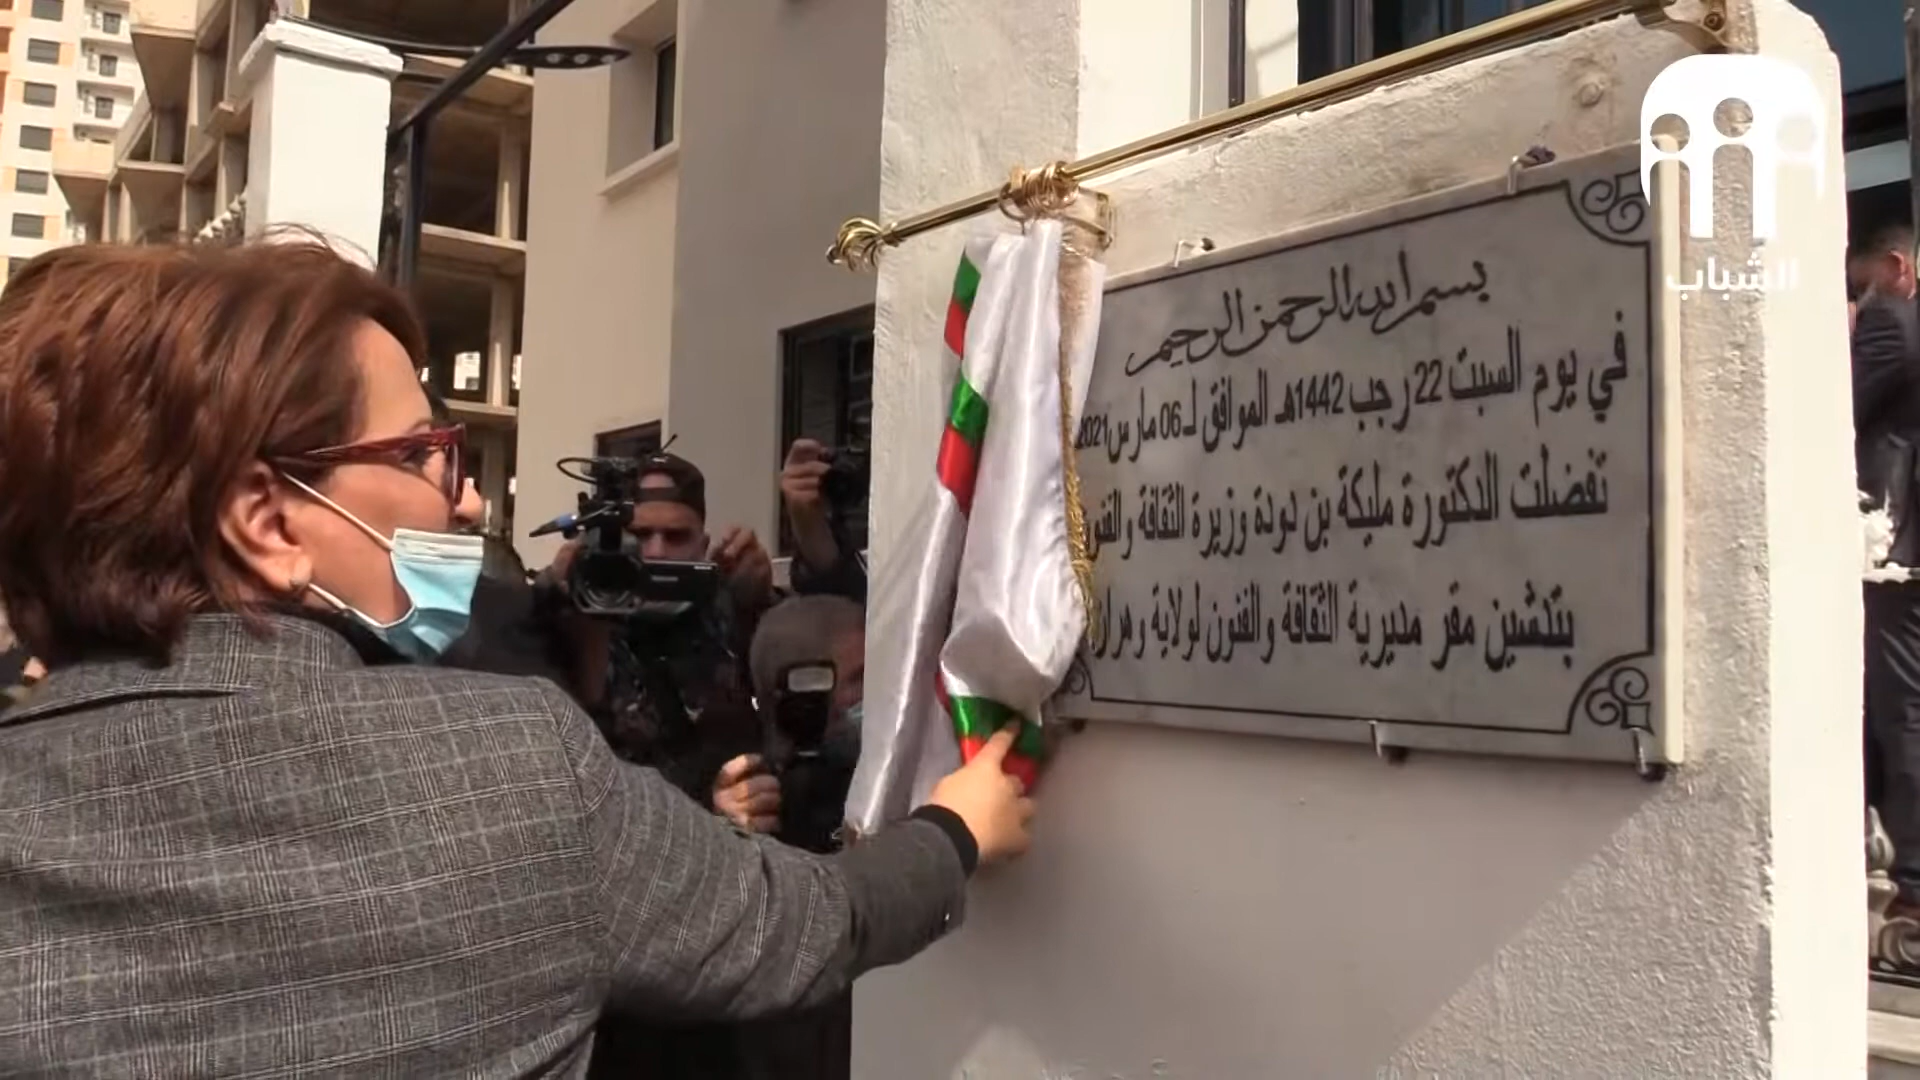 بسم الله الرحمن الرحيم
في يوم السبت 22 رجب 1442هـ الموافق لـ 06 مارس 2021
تفضلت الدكتورة مليكة بن دودة وزيرة الثقافة والفنون
بتدشين مقر مديرية الثقافة والفنون لولاية وهران
الشباب